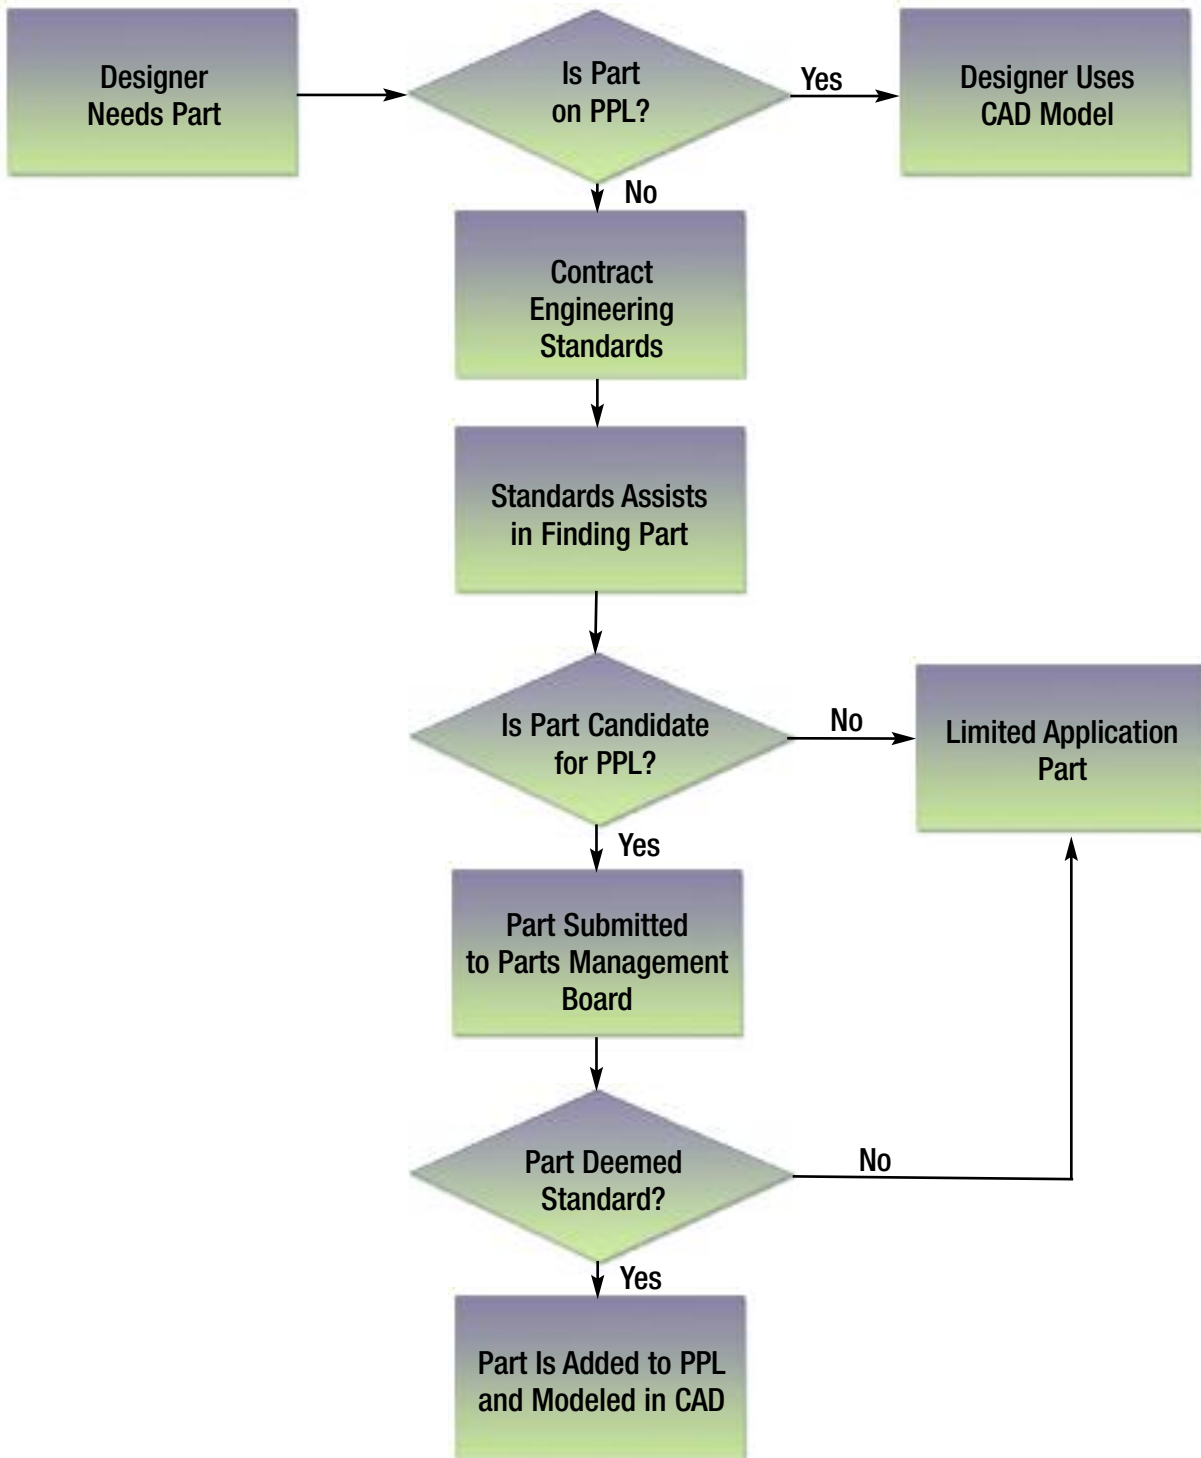 Designer
Needs Part
Is Part
on PPL?
Yes
Designer Uses
CAD Model
No
Contract
Engineering
Standards
Standards Assists
in Finding Part
Is Part Candidate
for PPL?
No
Limited Application
Part
Yes
Part Submitted
to Parts Management
Board
Part Deemed
Standard?
No
Yes
Part Is Added to PPL
and Modeled in CAD